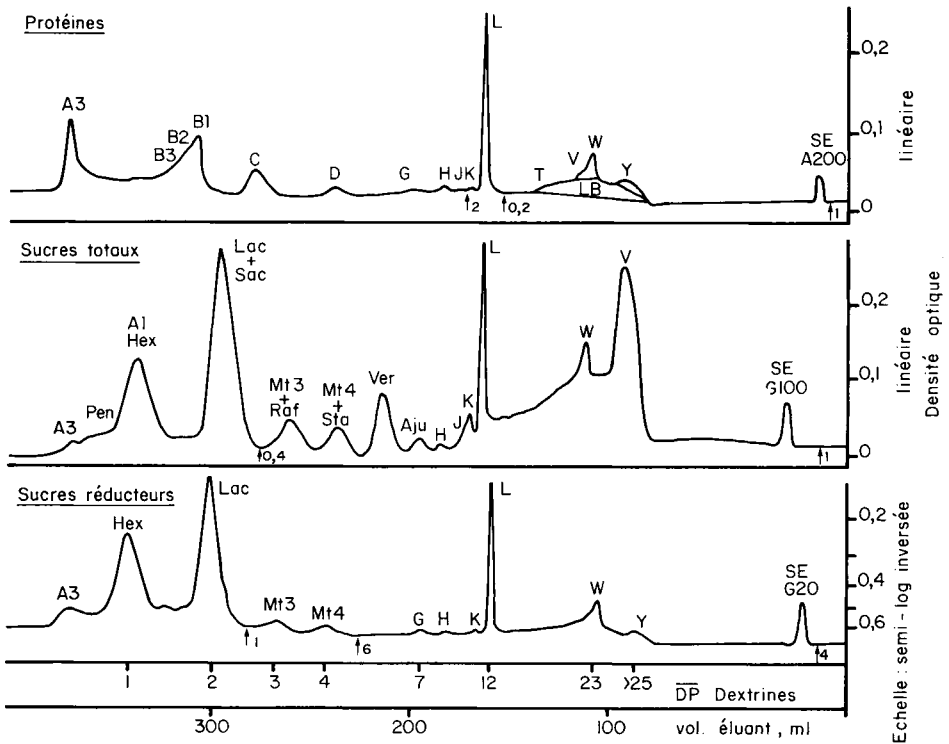 Protéines
A3
B3
B2
B1
C
D
G
H
JK
↑2
L
↑0,2
T
V
W
LB
Y
SE
A200
↑1
0,2
0,1
0
linéaire
Sucres totaux
A3
Pen
A1
Hex
Lac
+
Sac
↑0,4
Mt3
+
Raf
Mt4
+
Sta
Ver
Aju
H
J
K
L
W
V
SE
G100
↑1
0,2
0,1
0
linéaire
Densité optique
Sucres réducteurs
A3
Hex
Lac
↑1
Mt3
Mt4
↑6
G
H
K
L
W
Y
SE
G20
↑4
0,2
0,4
0,6
Echelle : semi-log inversée
1 2 3 4 7 12 23 >25 DP Dextrines
300 200 100 vol. éluant, ml